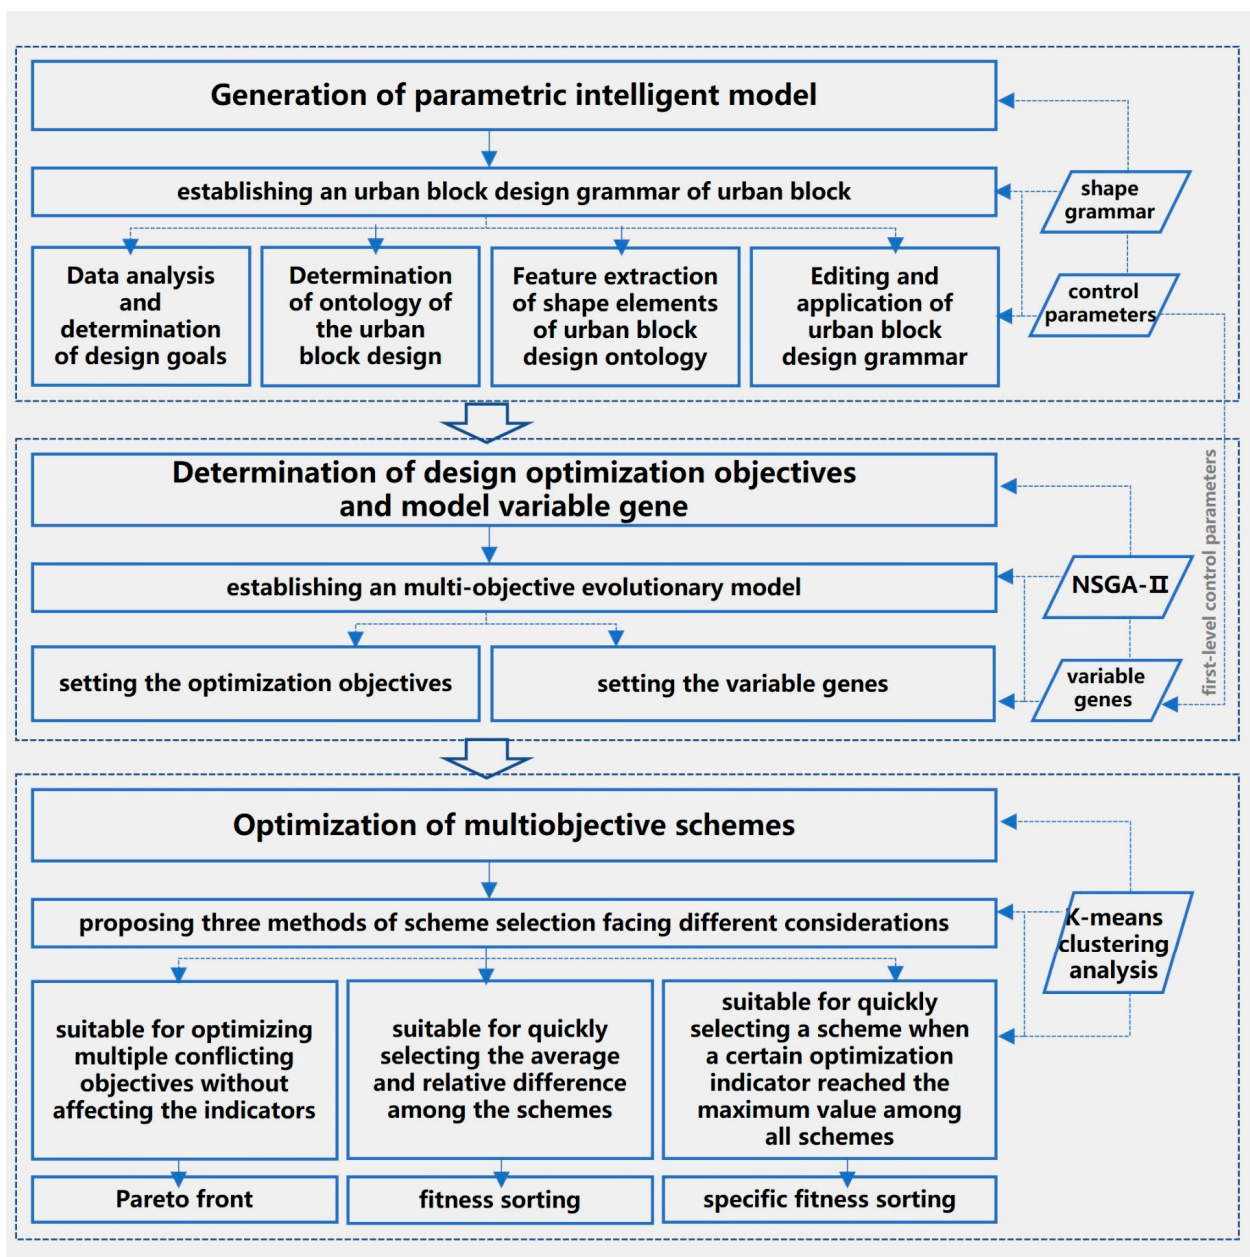 Generation of parametric intelligent model
establishing an urban block design grammar of urban block
shape
grammar
Data analysis
and
determination
of design goals
Determination
of ontology of
the urban
block design
Feature extraction
of shape elements
of urban block
design ontology
Editing and
application of
urban block
design grammar
control
parameters
first-level control parameters
Determination of design optimization objectives
and model variable gene
establishing an multi-objective evolutionary model
NSGA-II
setting the optimization objectives
setting the variable genes
variable
genes
Optimization of multiobjective schemes
proposing three methods of scheme selection facing different considerations
K-means
clustering
analysis
suitable for optimizing
multiple conflicting
objectives without
affecting the indicators
suitable for quickly
selecting the average
and relative difference
among the schemes
suitable for quickly
selecting a scheme when
a certain optimization
indicator reached the
maximum value among
all schemes
Pareto front
fitness sorting
specific fitness sorting